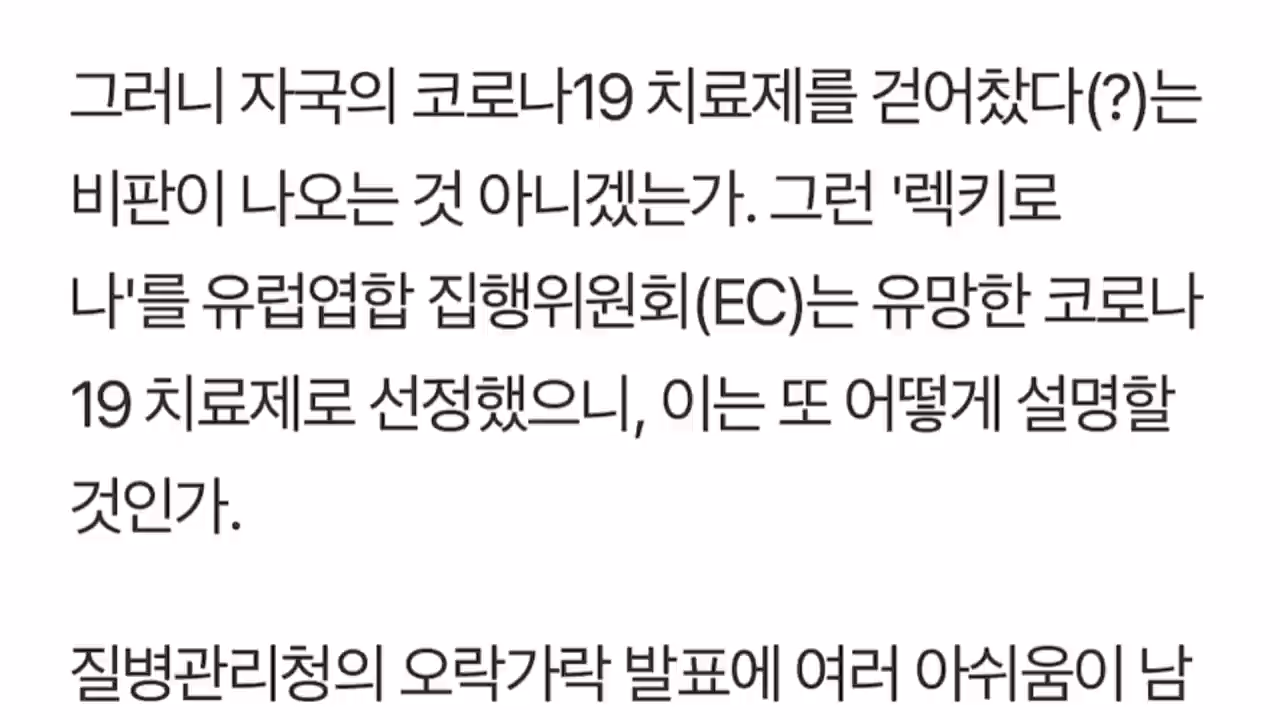 그러니 자국의 코로나19 치료제를 걷어찼다(?)는
비판이 나오는 것 아니겠는가. 그런 '렉키로
나'를 유럽엽합 집행위원회(EC)는 유망한 코로나
19 치료제로 선정했으니, 이는 또 어떻게 설명할
것인가.
질병관리청의 오락가락 발표에 여러 아쉬움이 남